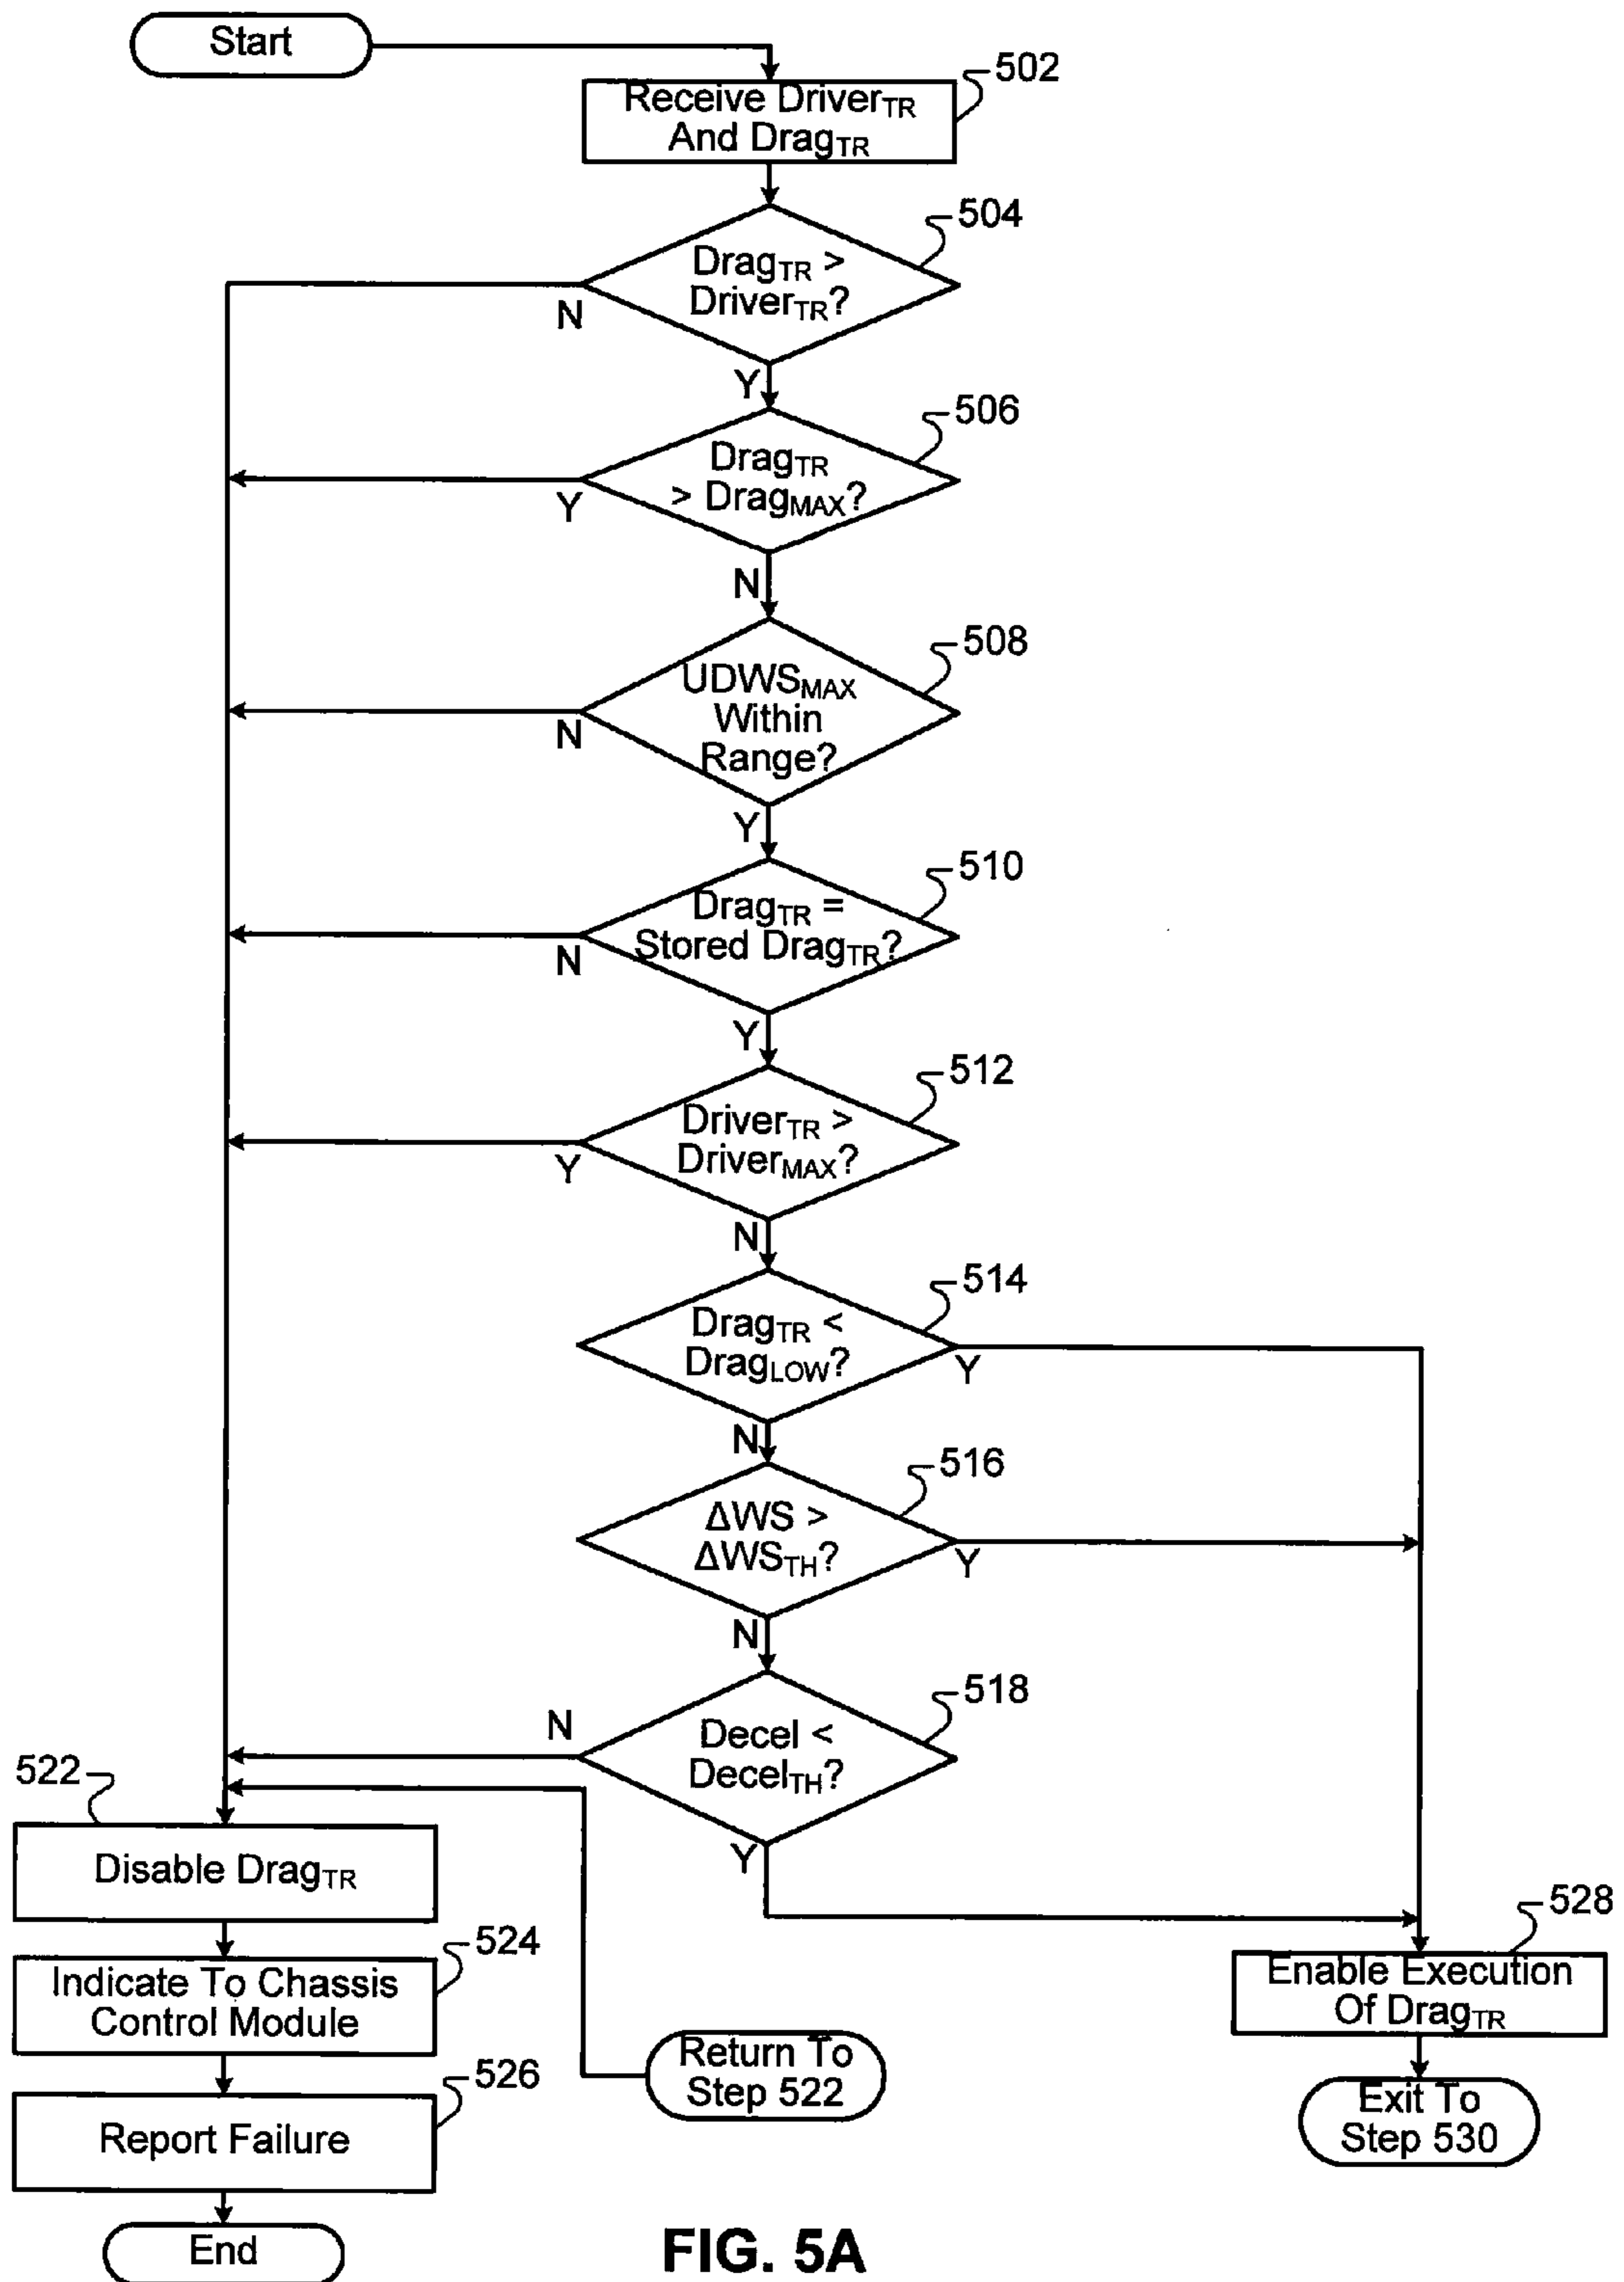 Start
502
Receive DriverTR
And DragTR
504
DragTR >
DriverTR?
N
Y
506
DragTR
> DragMAX?
Y
N
508
UDWSMAX
Within
Range?
N
Y
510
DragTR =
Stored DragTR?
N
Y
512
DriverTR >
DriverMAX?
Y
N
514
DragTR <
DragLOW?
Y
N
516
ΔWS >
ΔWSTH?
Y
N
518
Decel <
DecelTH?
N
Y
522
Disable DragTR
524
Indicate To Chassis
Control Module
526
Report Failure
End
Return To
Step 522
528
Enable Execution
Of DragTR
Exit To
Step 530
FIG. 5A